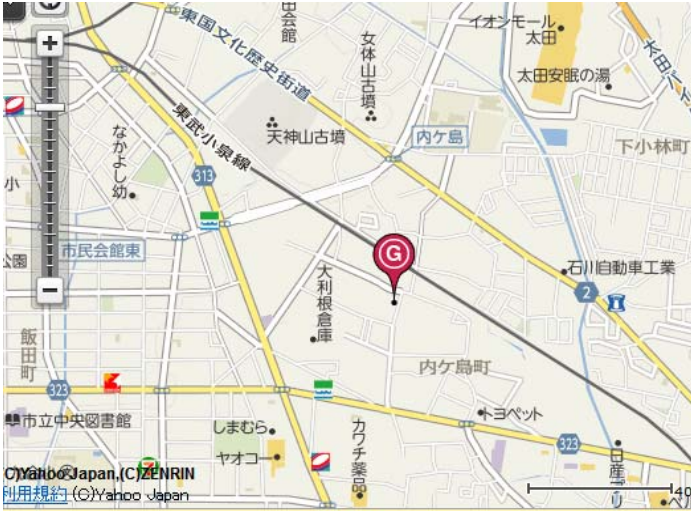 田会館
東国文化歴史街道
女体山古墳
イオンモール
太田
太田安眠の湯
天神山古墳
内ケ島
東武小泉線
なかよし幼
下小林町
313
小
市民会館東
公園
G
大利根倉庫
石川自動車工業
2
飯田町
内ケ島町
323
市立中央図書館
しまむら
ヤオコー
カワチ薬品
トヨペット
323
(C)Yahoo Japan,(C)ZENRIN
利用規約 (C)Yahoo Japan